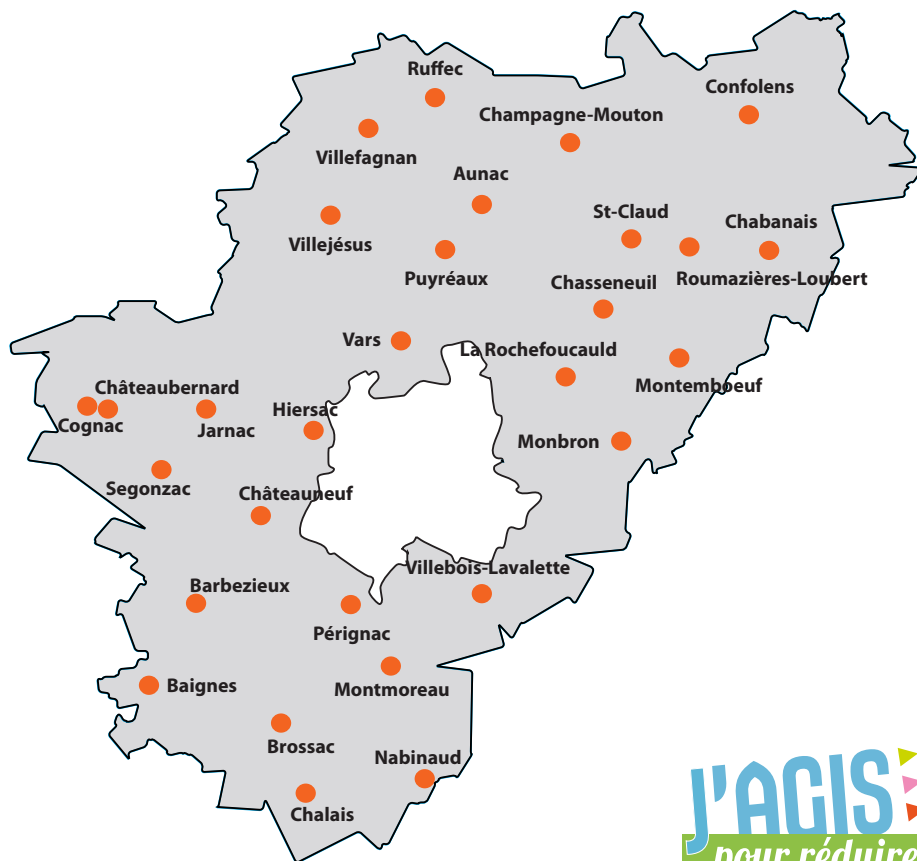 Ruffec
Confolens
Champagne-Mouton
Villefagnan
Aunac
St-Claud
Chabanais
Villejésus
Puyréaux
Chasseneuil
Roumazières-Loubert
Vars
La Rochefoucauld
Montemboeuf
Châteaubernard
Hiersac
Cognac
Jarnac
Monbron
Segonzac
Châteauneuf
Villebois-Lavalette
Barbezieux
Pérignac
Baignes
Montmoreau
Brossac
Nabinaud
Chalais
J'AGIS
pour réduire